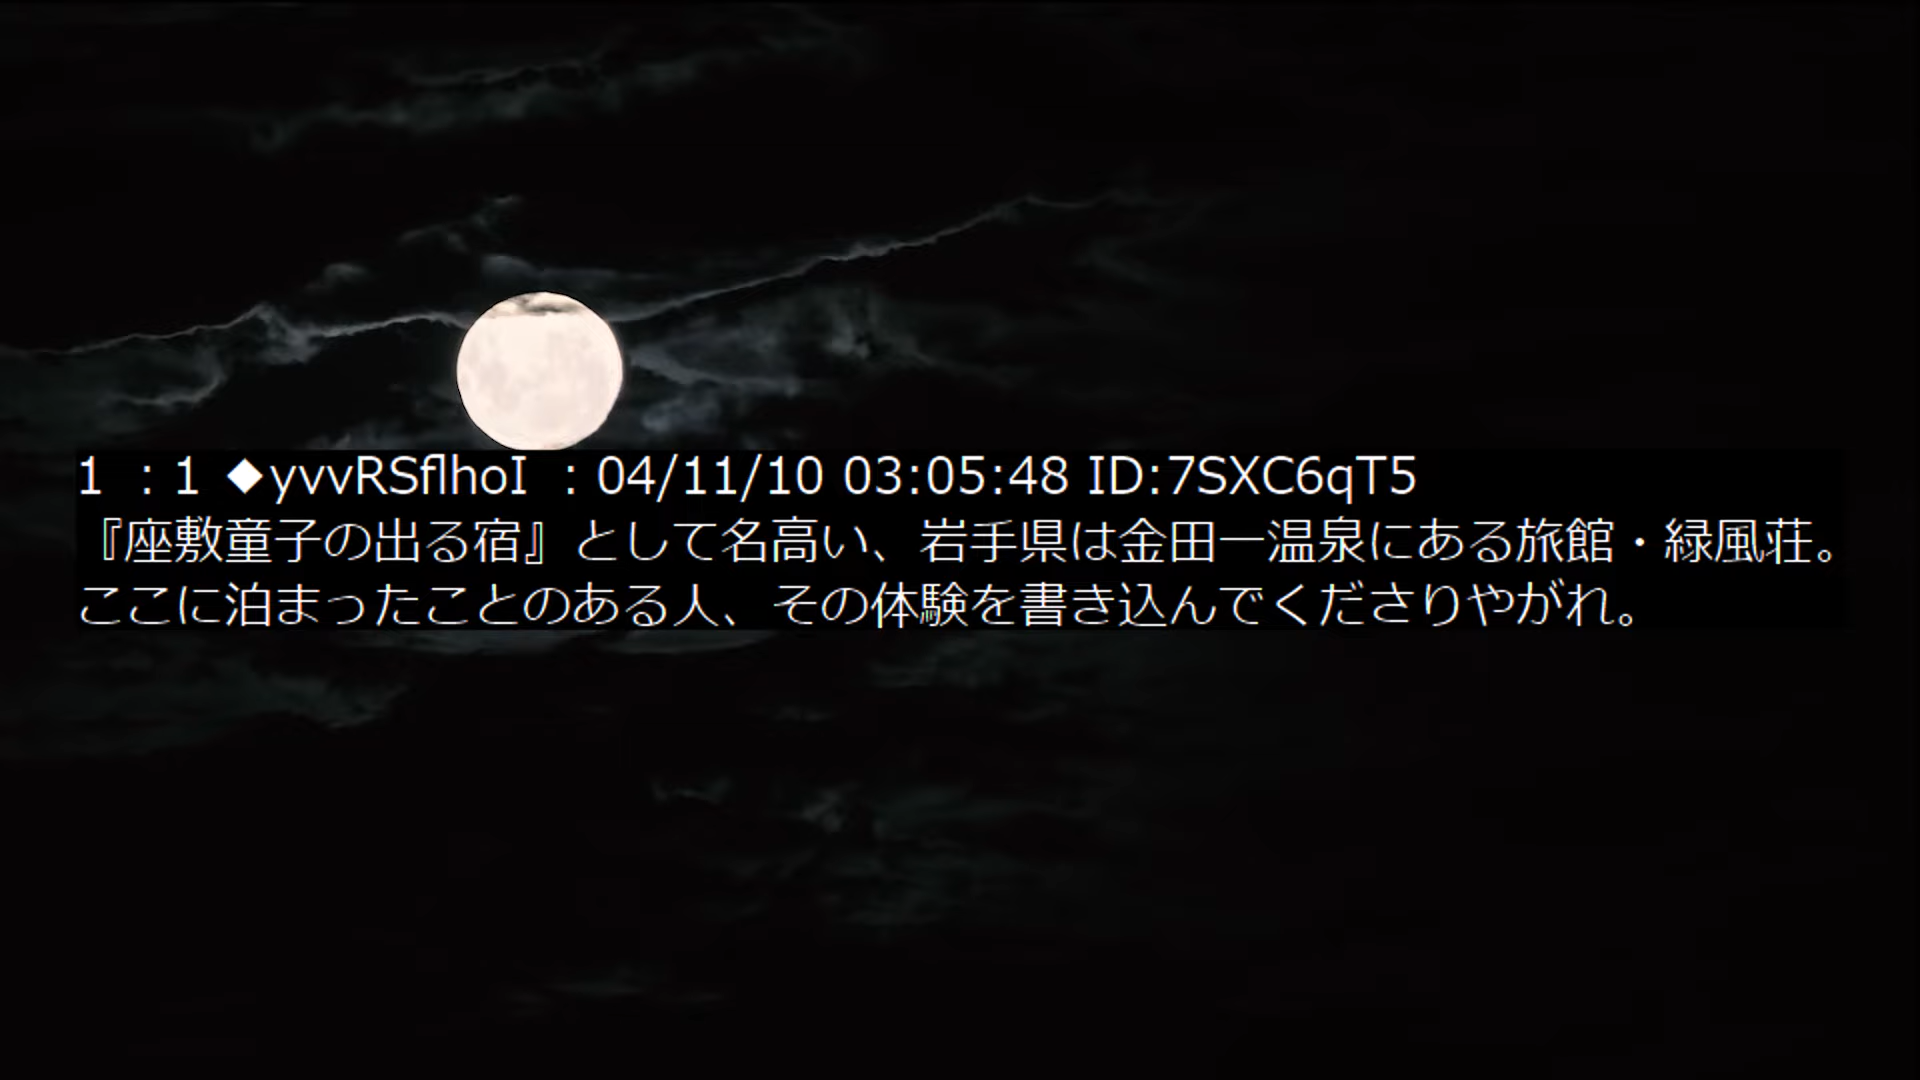 1 ：1 ◆yvvRSflhoI ：04/11/10 03:05:48 ID:7SXC6qT5
『座敷童子の出る宿』として名高い、岩手県は金田一温泉にある旅館・緑風荘。
ここに泊まったことのある人、その体験を書き込んでくださりやがれ。